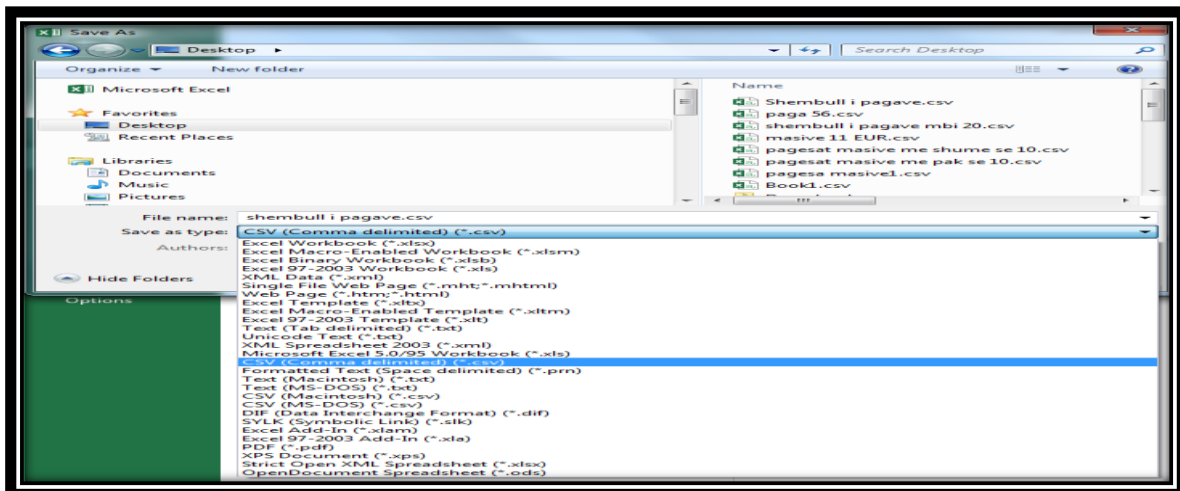 Save As
Desktop
Search Desktop
Organize
New folder
Microsoft Excel
Favorites
Desktop
Recent Places
Libraries
Documents
Music
Pictures
Name
Shembull i pagave.csv
paga 56.csv
shembull i pagave mbi 20.csv
masive 11 EUR.csv
pagesat masive me shume se 10.csv
pagesat masive me pak se 10.csv
pagesa masive1.csv
Book1.csv
File name: shembull i pagave.csv
Save as type: CSV (Comma delimited) (*.csv)
Authors:
Hide Folders
Options
Excel Workbook (*.xlsx)
Excel Macro-Enabled Workbook (*.xlsm)
Excel Binary Workbook (*.xlsb)
Excel 97-2003 Workbook (*.xls)
XML Data (*.xml)
Single File Web Page (*.mht;*.mhtml)
Web Page (*.htm;*.html)
Excel Template (*.xltx)
Excel Macro-Enabled Template (*.xltm)
Excel 97-2003 Template (*.xlt)
Text (Tab delimited) (*.txt)
Unicode Text (*.txt)
XML Spreadsheet 2003 (*.xml)
Microsoft Excel 5.0/95 Workbook (*.xls)
CSV (Comma delimited) (*.csv)
Formatted Text (Space delimited) (*.prn)
Text (Macintosh) (*.txt)
Text (MS-DOS) (*.txt)
CSV (Macintosh) (*.csv)
CSV (MS-DOS) (*.csv)
DIF (Data Interchange Format) (*.dif)
SYLK (Symbolic Link) (*.slk)
Excel Add-In (*.xlam)
Excel 97-2003 Add-In (*.xla)
PDF (*.pdf)
XPS Document (*.xps)
Strict Open XML Spreadsheet (*.xlsx)
OpenDocument Spreadsheet (*.ods)